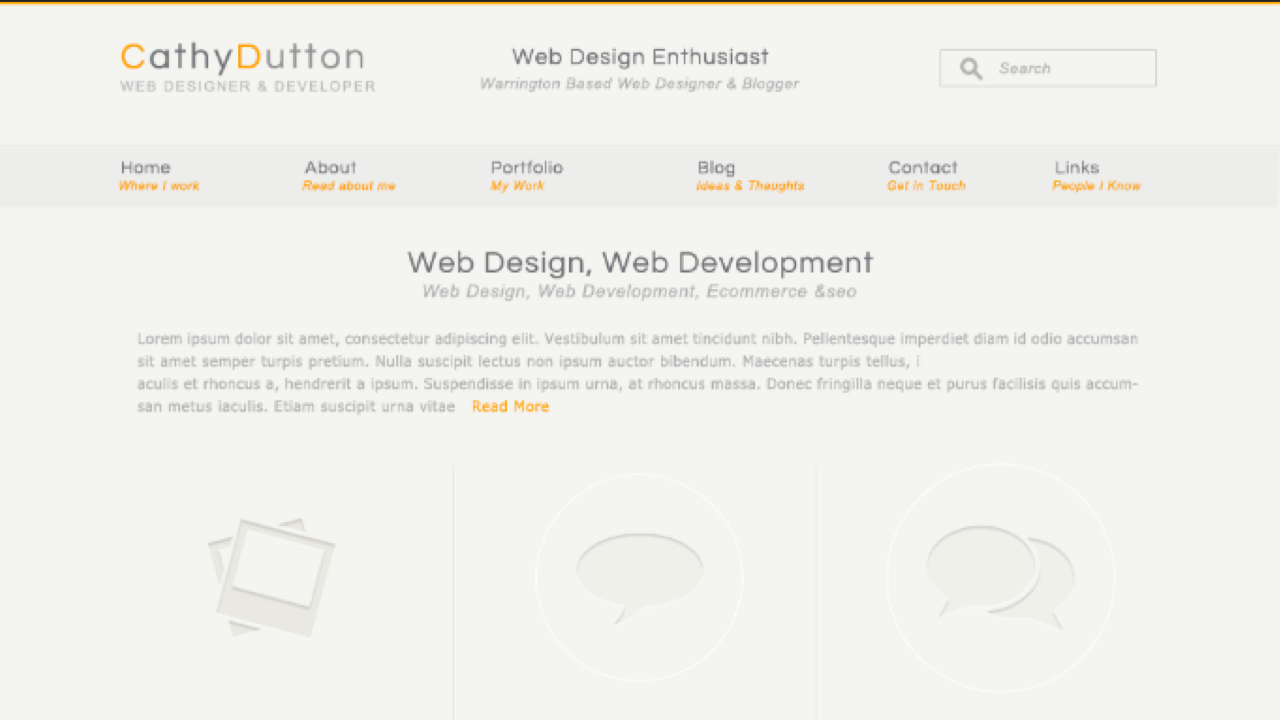 CathyDutton
WEB DESIGNER & DEVELOPER
Web Design Enthusiast
Warrington Based Web Designer & Blogger
Search
Home
Where I work
About
Read about me
Portfolio
My Work
Blog
Ideas & Thaughts
Contact
Get in Touch
Links
People I Know
Web Design, Web Development
Web Design, Web Development, Ecommerce &seo
Lorem ipsum dolor sit amet, consectetur adipiscing elit. Vestibulum sit amet tincidunt nibh. Pellentesque imperdiet diam id odio accumsan
sit amet semper turpis pretium. Nulla suscipit lectus non ipsum auctor bibendum. Maecenas turpis tellus, i
aculis et rhoncus a, hendrerit a ipsum. Suspendisse in ipsum urna, at rhoncus massa. Donec fringilla neque et purus facilisis quis accum-
san metus iaculis. Etiam suscipit urna vitae Read More